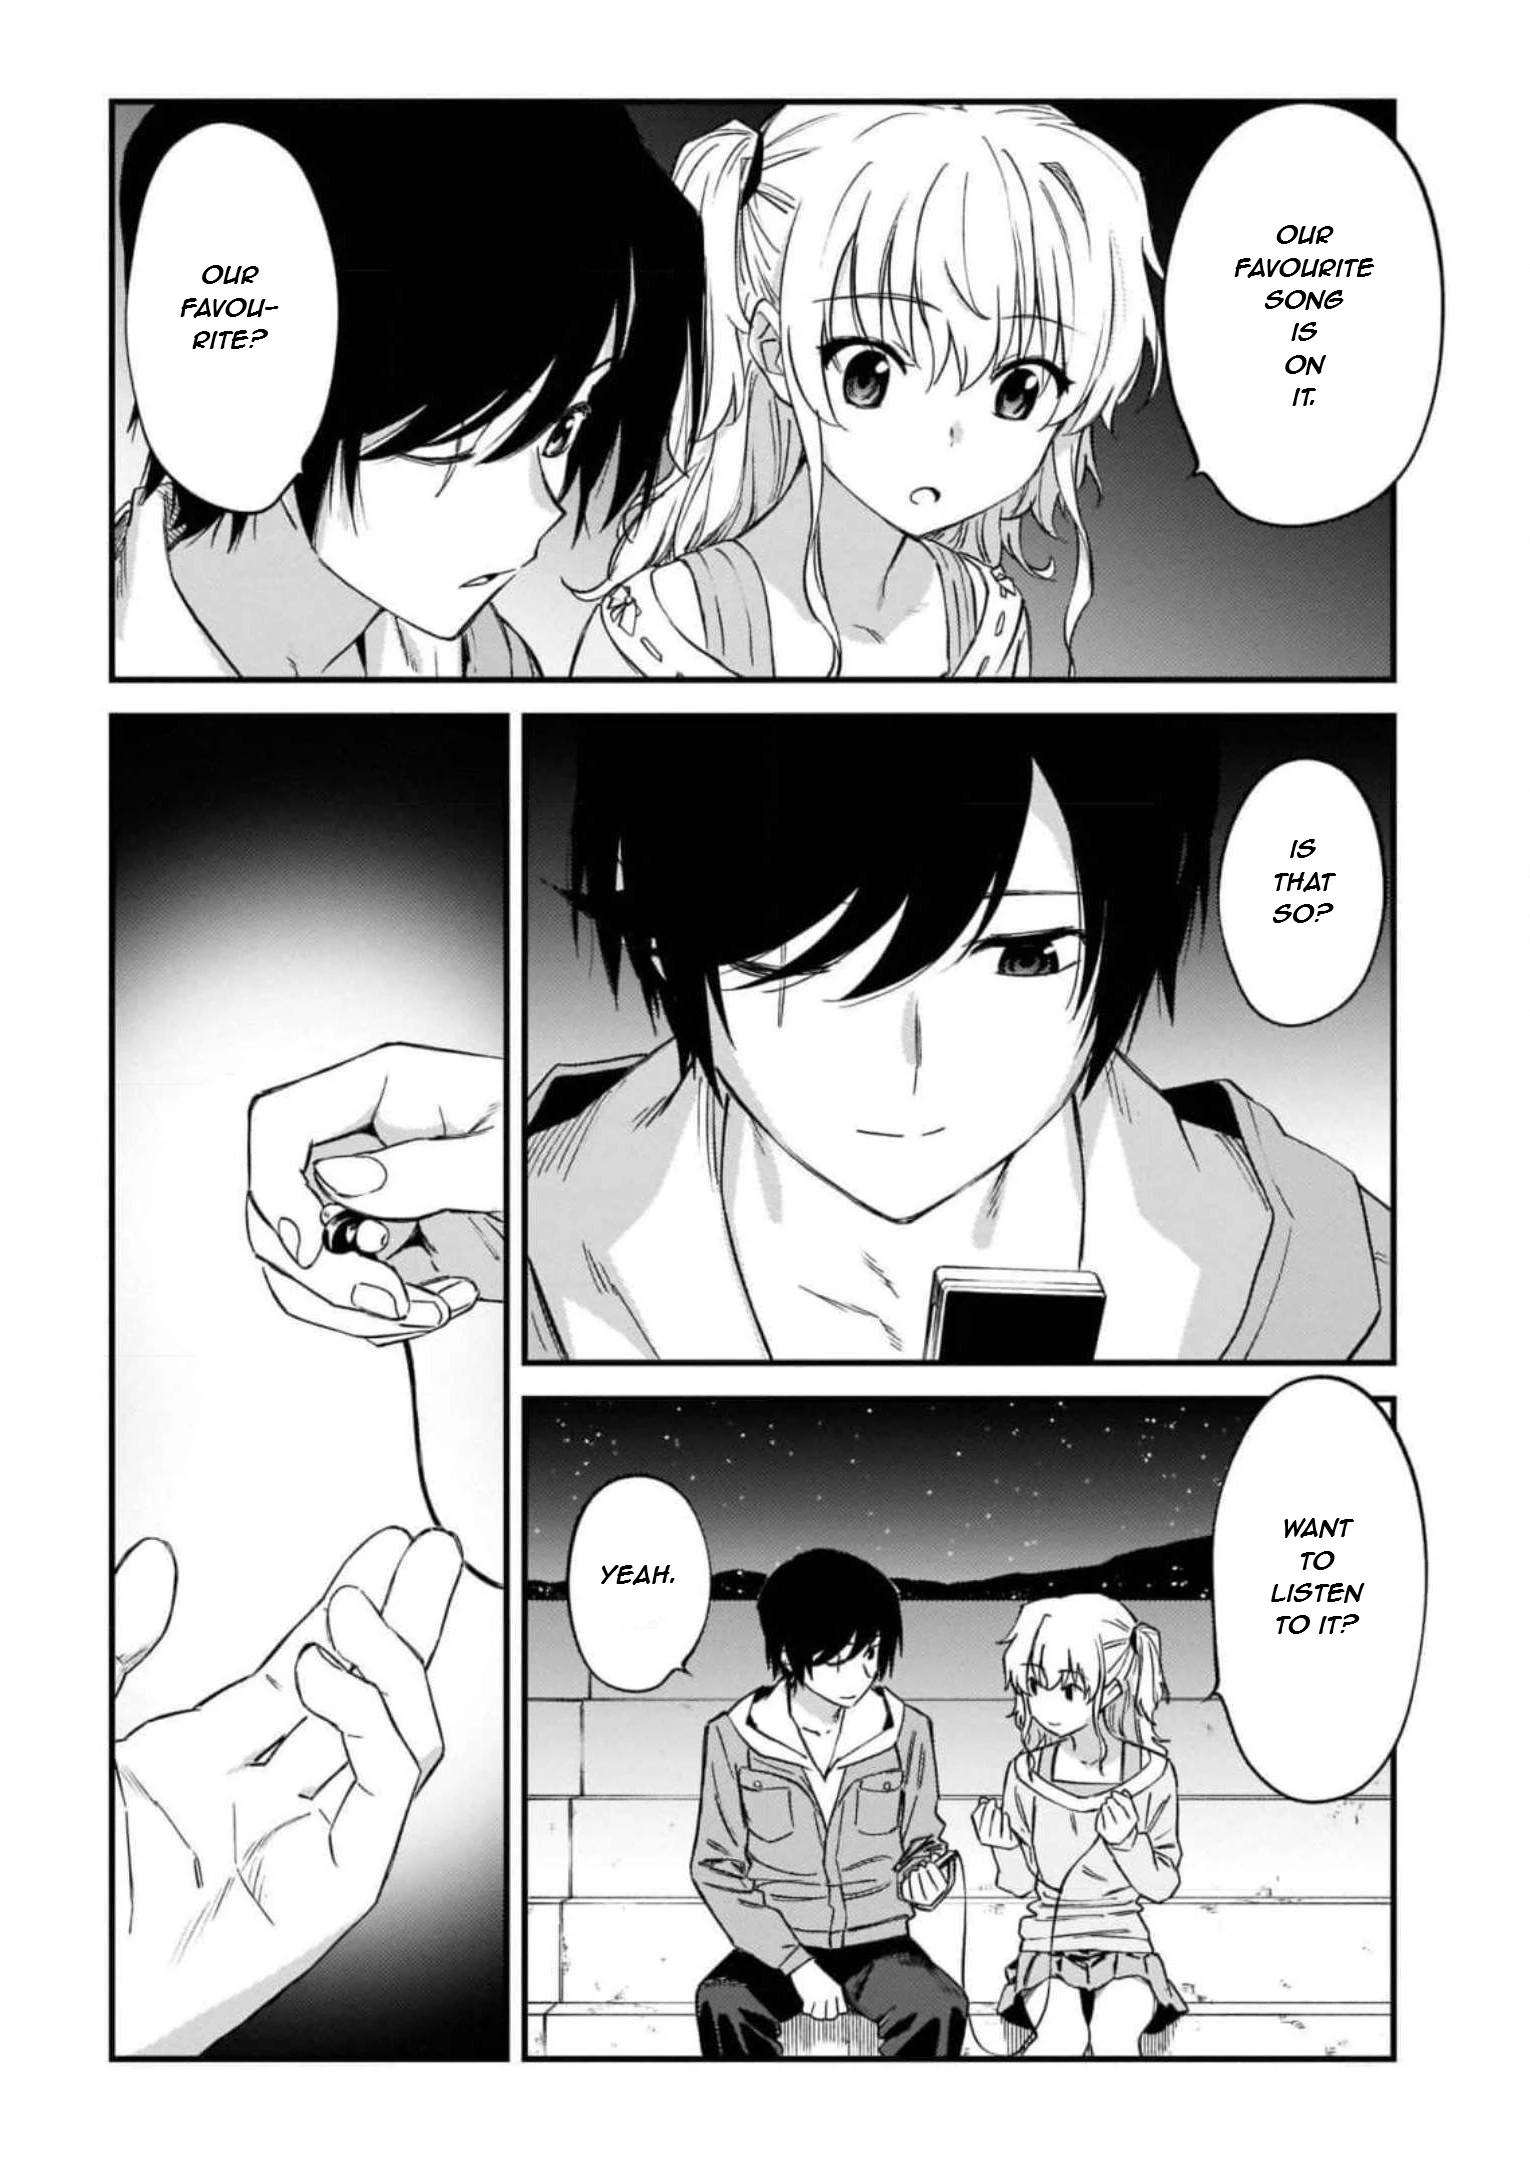 OUR
FAVOURITE
SONG
IS
ON
IT.
OUR
FAVOU-
RITE?
IS
THAT
SO?
WANT
TO
LISTEN
TO IT?
YEAH.